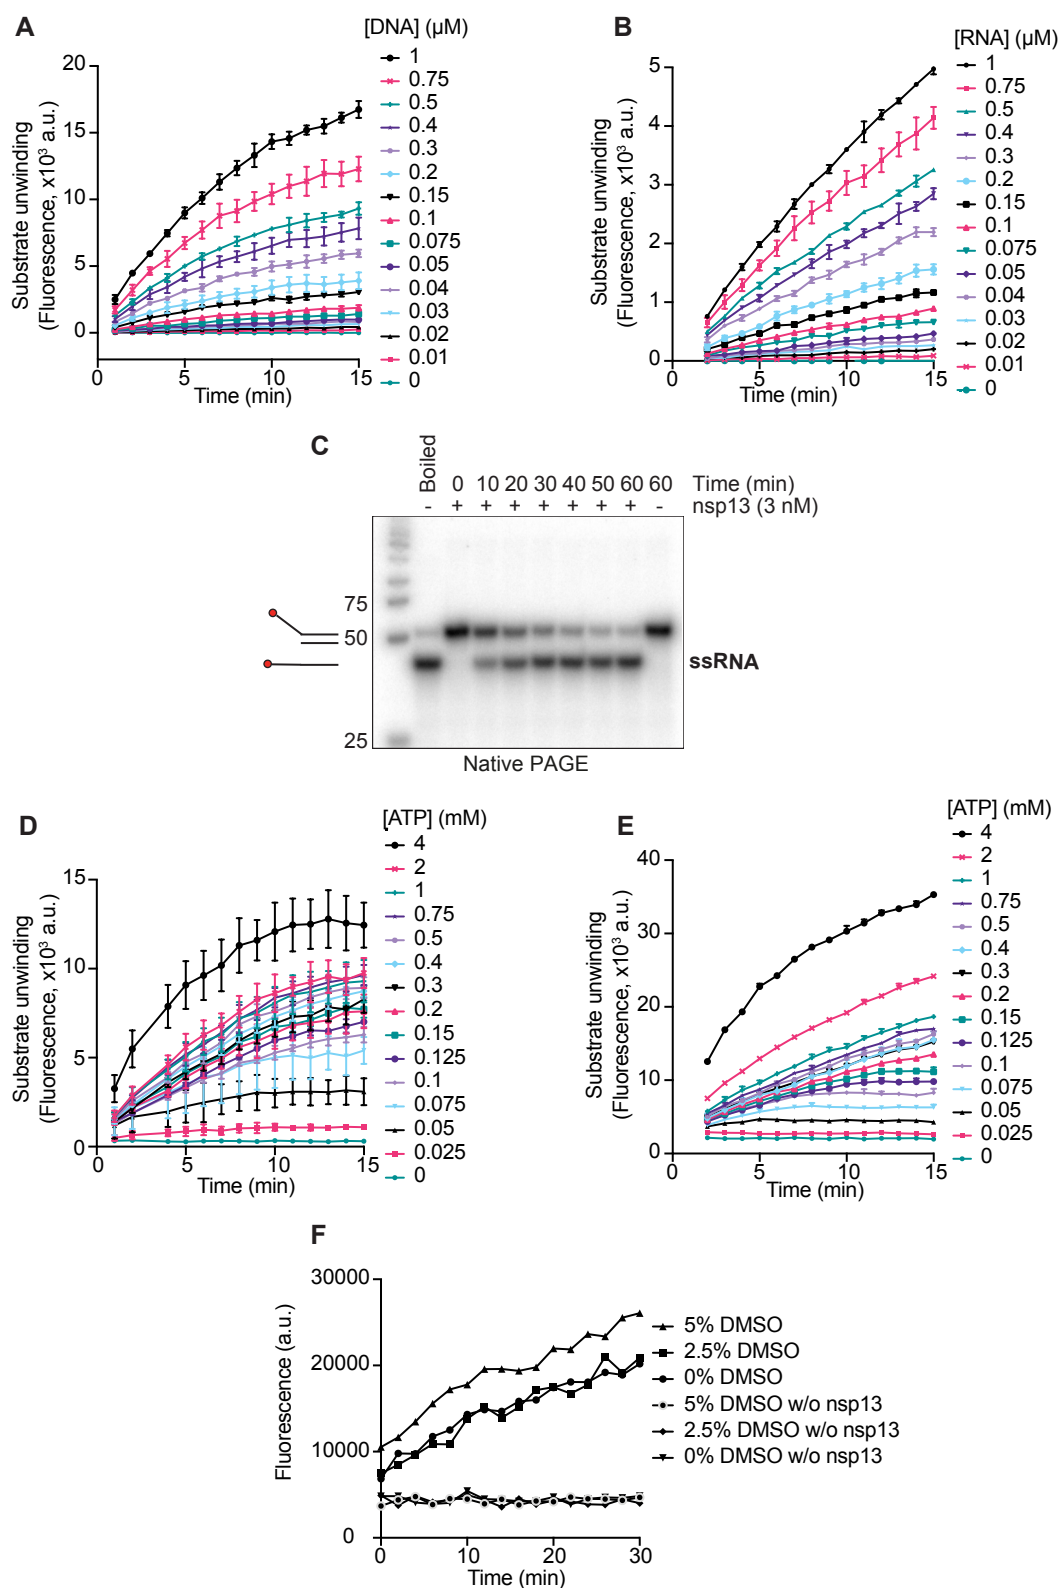 A
[DNA] (µM)
1
0.75
0.5
0.4
0.3
0.2
0.15
0.1
0.075
0.05
0.04
0.03
0.02
0.01
0
Substrate unwinding
(Fluorescence, x10³ a.u.)
20
15
10
5
0
0 5 10 15
Time (min)
B
[RNA] (µM)
1
0.75
0.5
0.4
0.3
0.2
0.15
0.1
0.075
0.05
0.04
0.03
0.02
0.01
0
Substrate unwinding
(Fluorescence, x10³ a.u.)
5
4
3
2
1
0
0 5 10 15
Time (min)
C
Boiled
0 10 20 30 40 50 60 60 Time (min)
- + + + + + + + - nsp13 (3 nM)
75
50
25
ssRNA
Native PAGE
D
[ATP] (mM)
4
2
1
0.75
0.5
0.4
0.3
0.2
0.15
0.125
0.1
0.075
0.05
0.025
0
Substrate unwinding
(Fluorescence, x10³ a.u.)
15
10
5
0
0 5 10 15
Time (min)
E
[ATP] (mM)
4
2
1
0.75
0.5
0.4
0.3
0.2
0.15
0.125
0.1
0.075
0.05
0.025
0
Substrate unwinding
(Fluorescence, x10³ a.u.)
40
30
20
10
0
0 5 10 15
Time (min)
F
Fluorescence (a.u.)
30000
20000
10000
0
0 10 20 30
Time (min)
5% DMSO
2.5% DMSO
0% DMSO
5% DMSO w/o nsp13
2.5% DMSO w/o nsp13
0% DMSO w/o nsp13